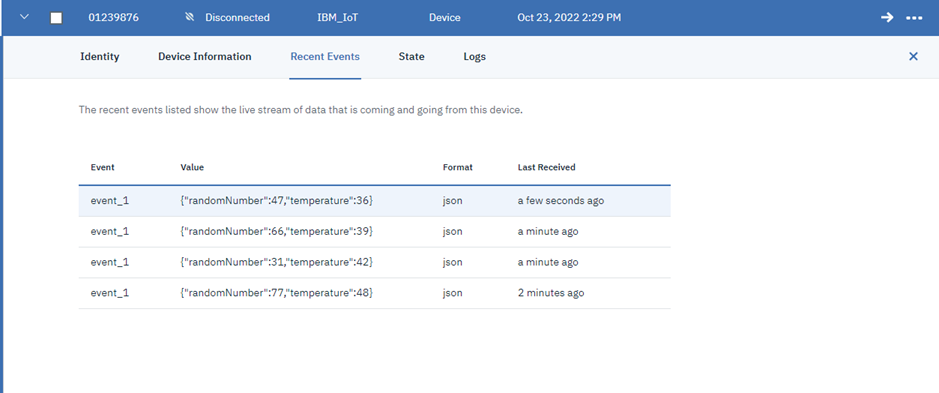 01239876 Disconnected IBM_IoT Device Oct 23, 2022 2:29 PM
Identity Device Information Recent Events State Logs
The recent events listed show the live stream of data that is coming and going from this device.
Event Value Format Last Received
event_1 {"randomNumber":47,"temperature":36} json a few seconds ago
event_1 {"randomNumber":66,"temperature":39} json a minute ago
event_1 {"randomNumber":31,"temperature":42} json a minute ago
event_1 {"randomNumber":77,"temperature":48} json 2 minutes ago